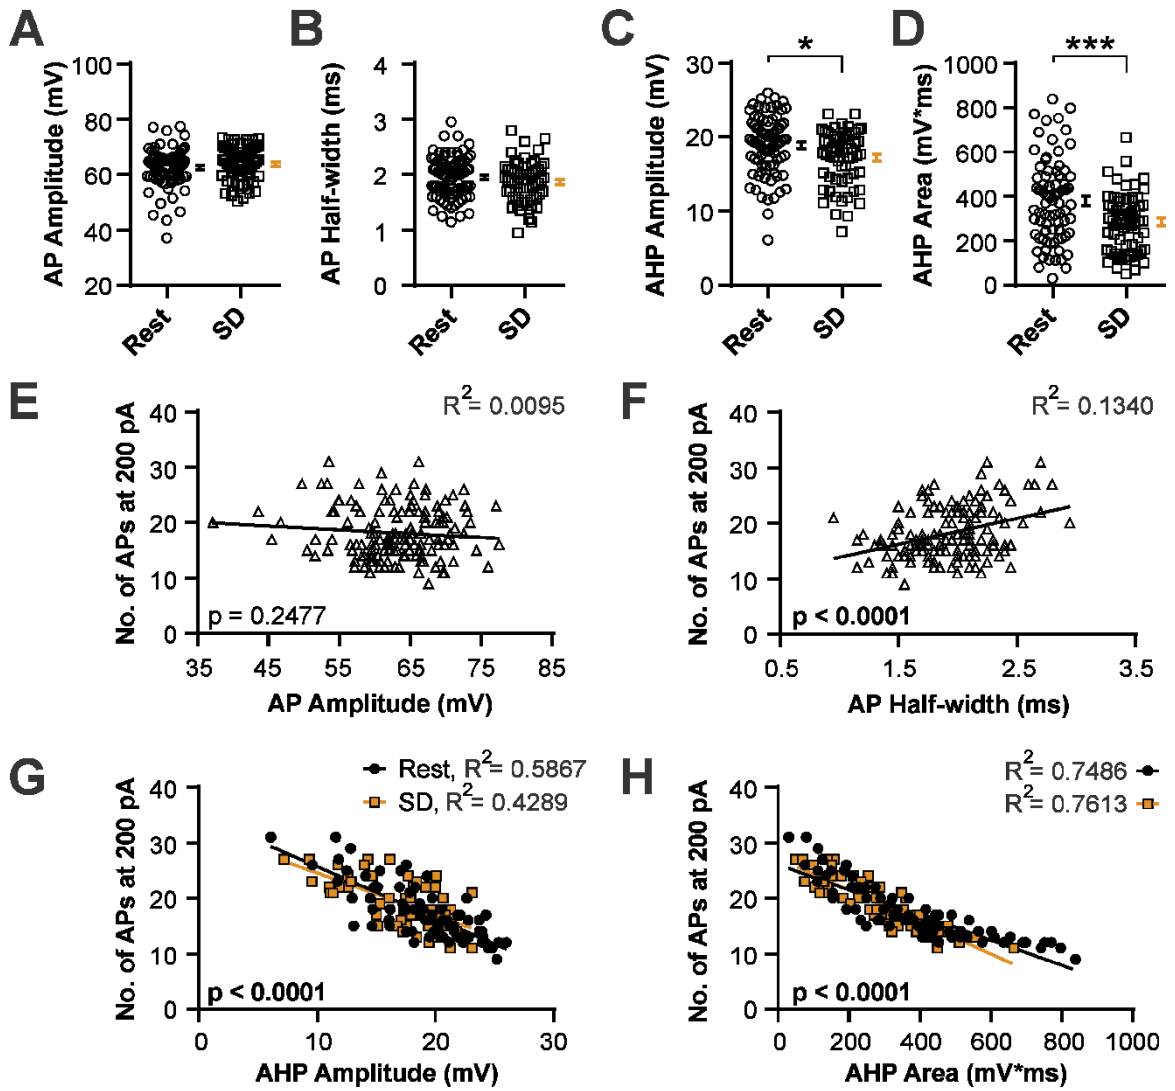 A
AP Amplitude (mV)
100
80
60
40
20
Rest
SD
B
AP Half-width (ms)
4
3
2
1
0
Rest
SD
C
AHP Amplitude (mV)
30
20
10
0
*
Rest
SD
D
AHP Area (mV*ms)
1000
800
600
400
200
0
***
Rest
SD
E
No. of APs at 200 pA
R²= 0.0095
40
30
20
10
0
p = 0.2477
35
45
55
65
75
85
AP Amplitude (mV)
F
No. of APs at 200 pA
R²= 0.1340
40
30
20
10
0
p < 0.0001
0.5
1.5
2.5
3.5
AP Half-width (ms)
G
No. of APs at 200 pA
Rest, R²= 0.5867
SD, R²= 0.4289
40
30
20
10
0
p < 0.0001
0
10
20
30
AHP Amplitude (mV)
H
No. of APs at 200 pA
R²= 0.7486
R²= 0.7613
40
30
20
10
0
p < 0.0001
0
200
400
600
800
1000
AHP Area (mV*ms)